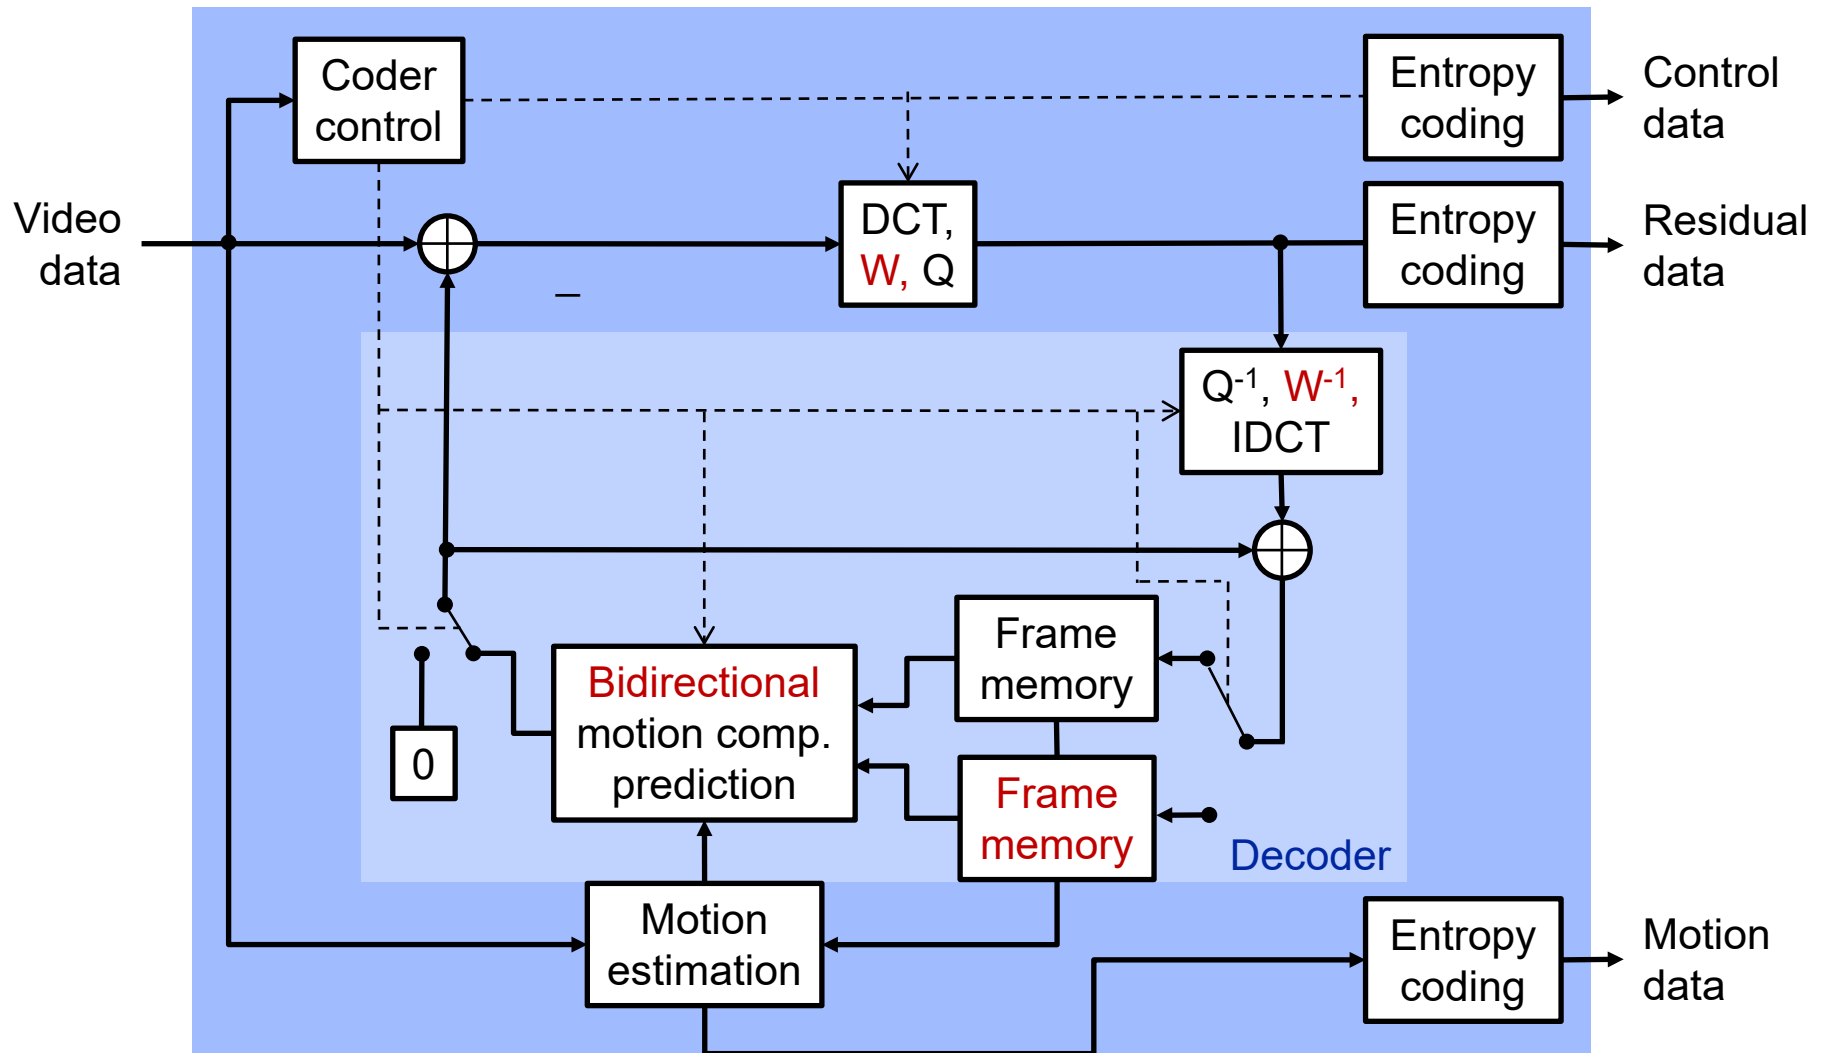 Coder
control
Entropy
coding
Control
data
Video
data
–
DCT,
W, Q
Entropy
coding
Residual
data
Q-1, W-1,
IDCT
Frame
memory
Bidirectional
motion comp.
prediction
0
Frame
memory
Decoder
Motion
estimation
Entropy
coding
Motion
data